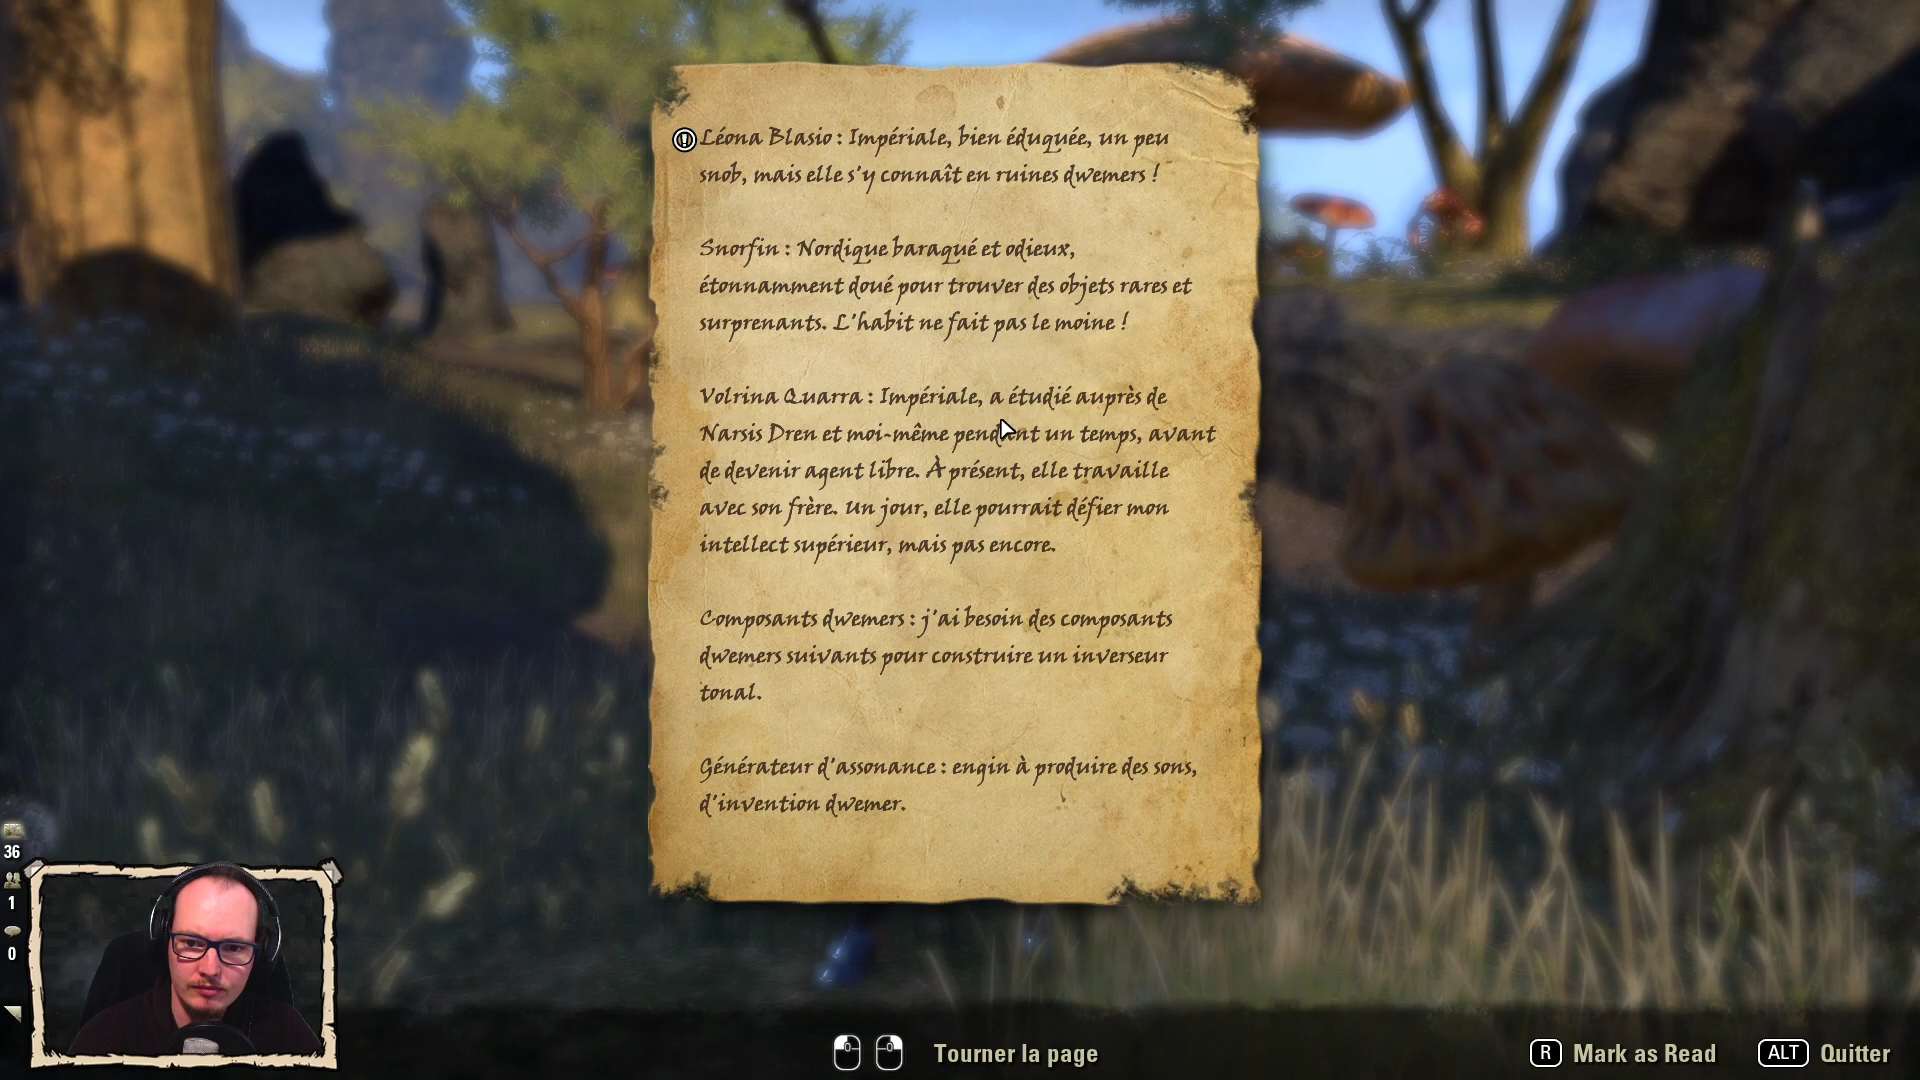 Léona Blasio : Impériale, bien éduquée, un peu
snob, mais elle s'y connaît en ruines dwemers !
Snorfin : Nordique baraqué et odieux,
étonnamment doué pour trouver des objets rares et
surprenants. L'habit ne fait pas le moine !
Volrina Quarra : Impériale, a étudié auprès de
Narsis Dren et moi-même pendant un temps, avant
de devenir agent libre. À présent, elle travaille
avec son frère. Un jour, elle pourrait défier mon
intellect supérieur, mais pas encore.
Composants dwemers : j'ai besoin des composants
dwemers suivants pour construire un inverseur
tonal.
Générateur d'assonance : engin à produire des sons,
d'invention dwemer.
36
1
0
Tourner la page
R Mark as Read
ALT Quitter